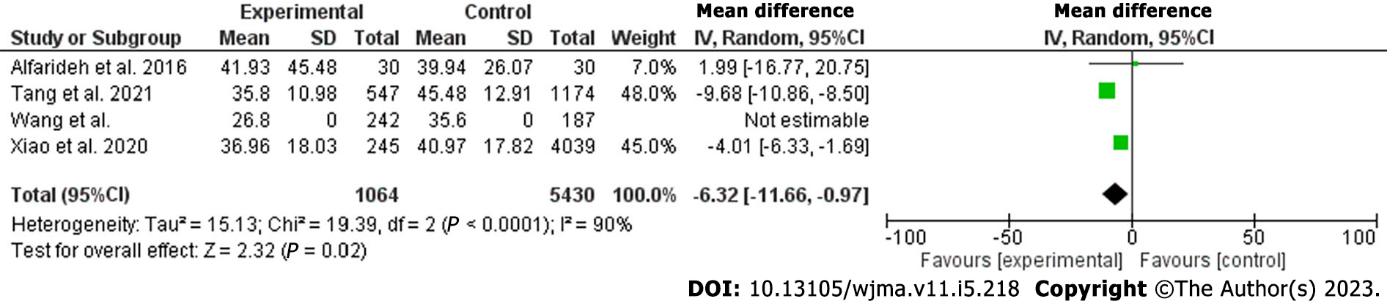 Experimental Control Mean difference Mean difference
Study or Subgroup Mean SD Total Mean SD Total Weight IV, Random, 95%CI IV, Random, 95%CI
Alfarideh et al. 2016 41.93 45.48 30 39.94 26.07 30 7.0% 1.99 [-16.77, 20.75]
Tang et al. 2021 35.8 10.98 547 45.48 12.91 1174 48.0% -9.68 [-10.86, -8.50]
Wang et al. 26.8 0 242 35.6 0 187 Not estimable
Xiao et al. 2020 36.96 18.03 245 40.97 17.82 4039 45.0% -4.01 [-6.33, -1.69]
Total (95%CI) 1064 5430 100.0% -6.32 [-11.66, -0.97]
Heterogeneity: Tau² = 15.13; Chi² = 19.39, df = 2 (P < 0.0001); I² = 90%
Test for overall effect: Z = 2.32 (P = 0.02)
-100 -50 0 50 100
Favours [experimental] Favours [control]
DOI: 10.13105/wjma.v11.i5.218 Copyright ©The Author(s) 2023.